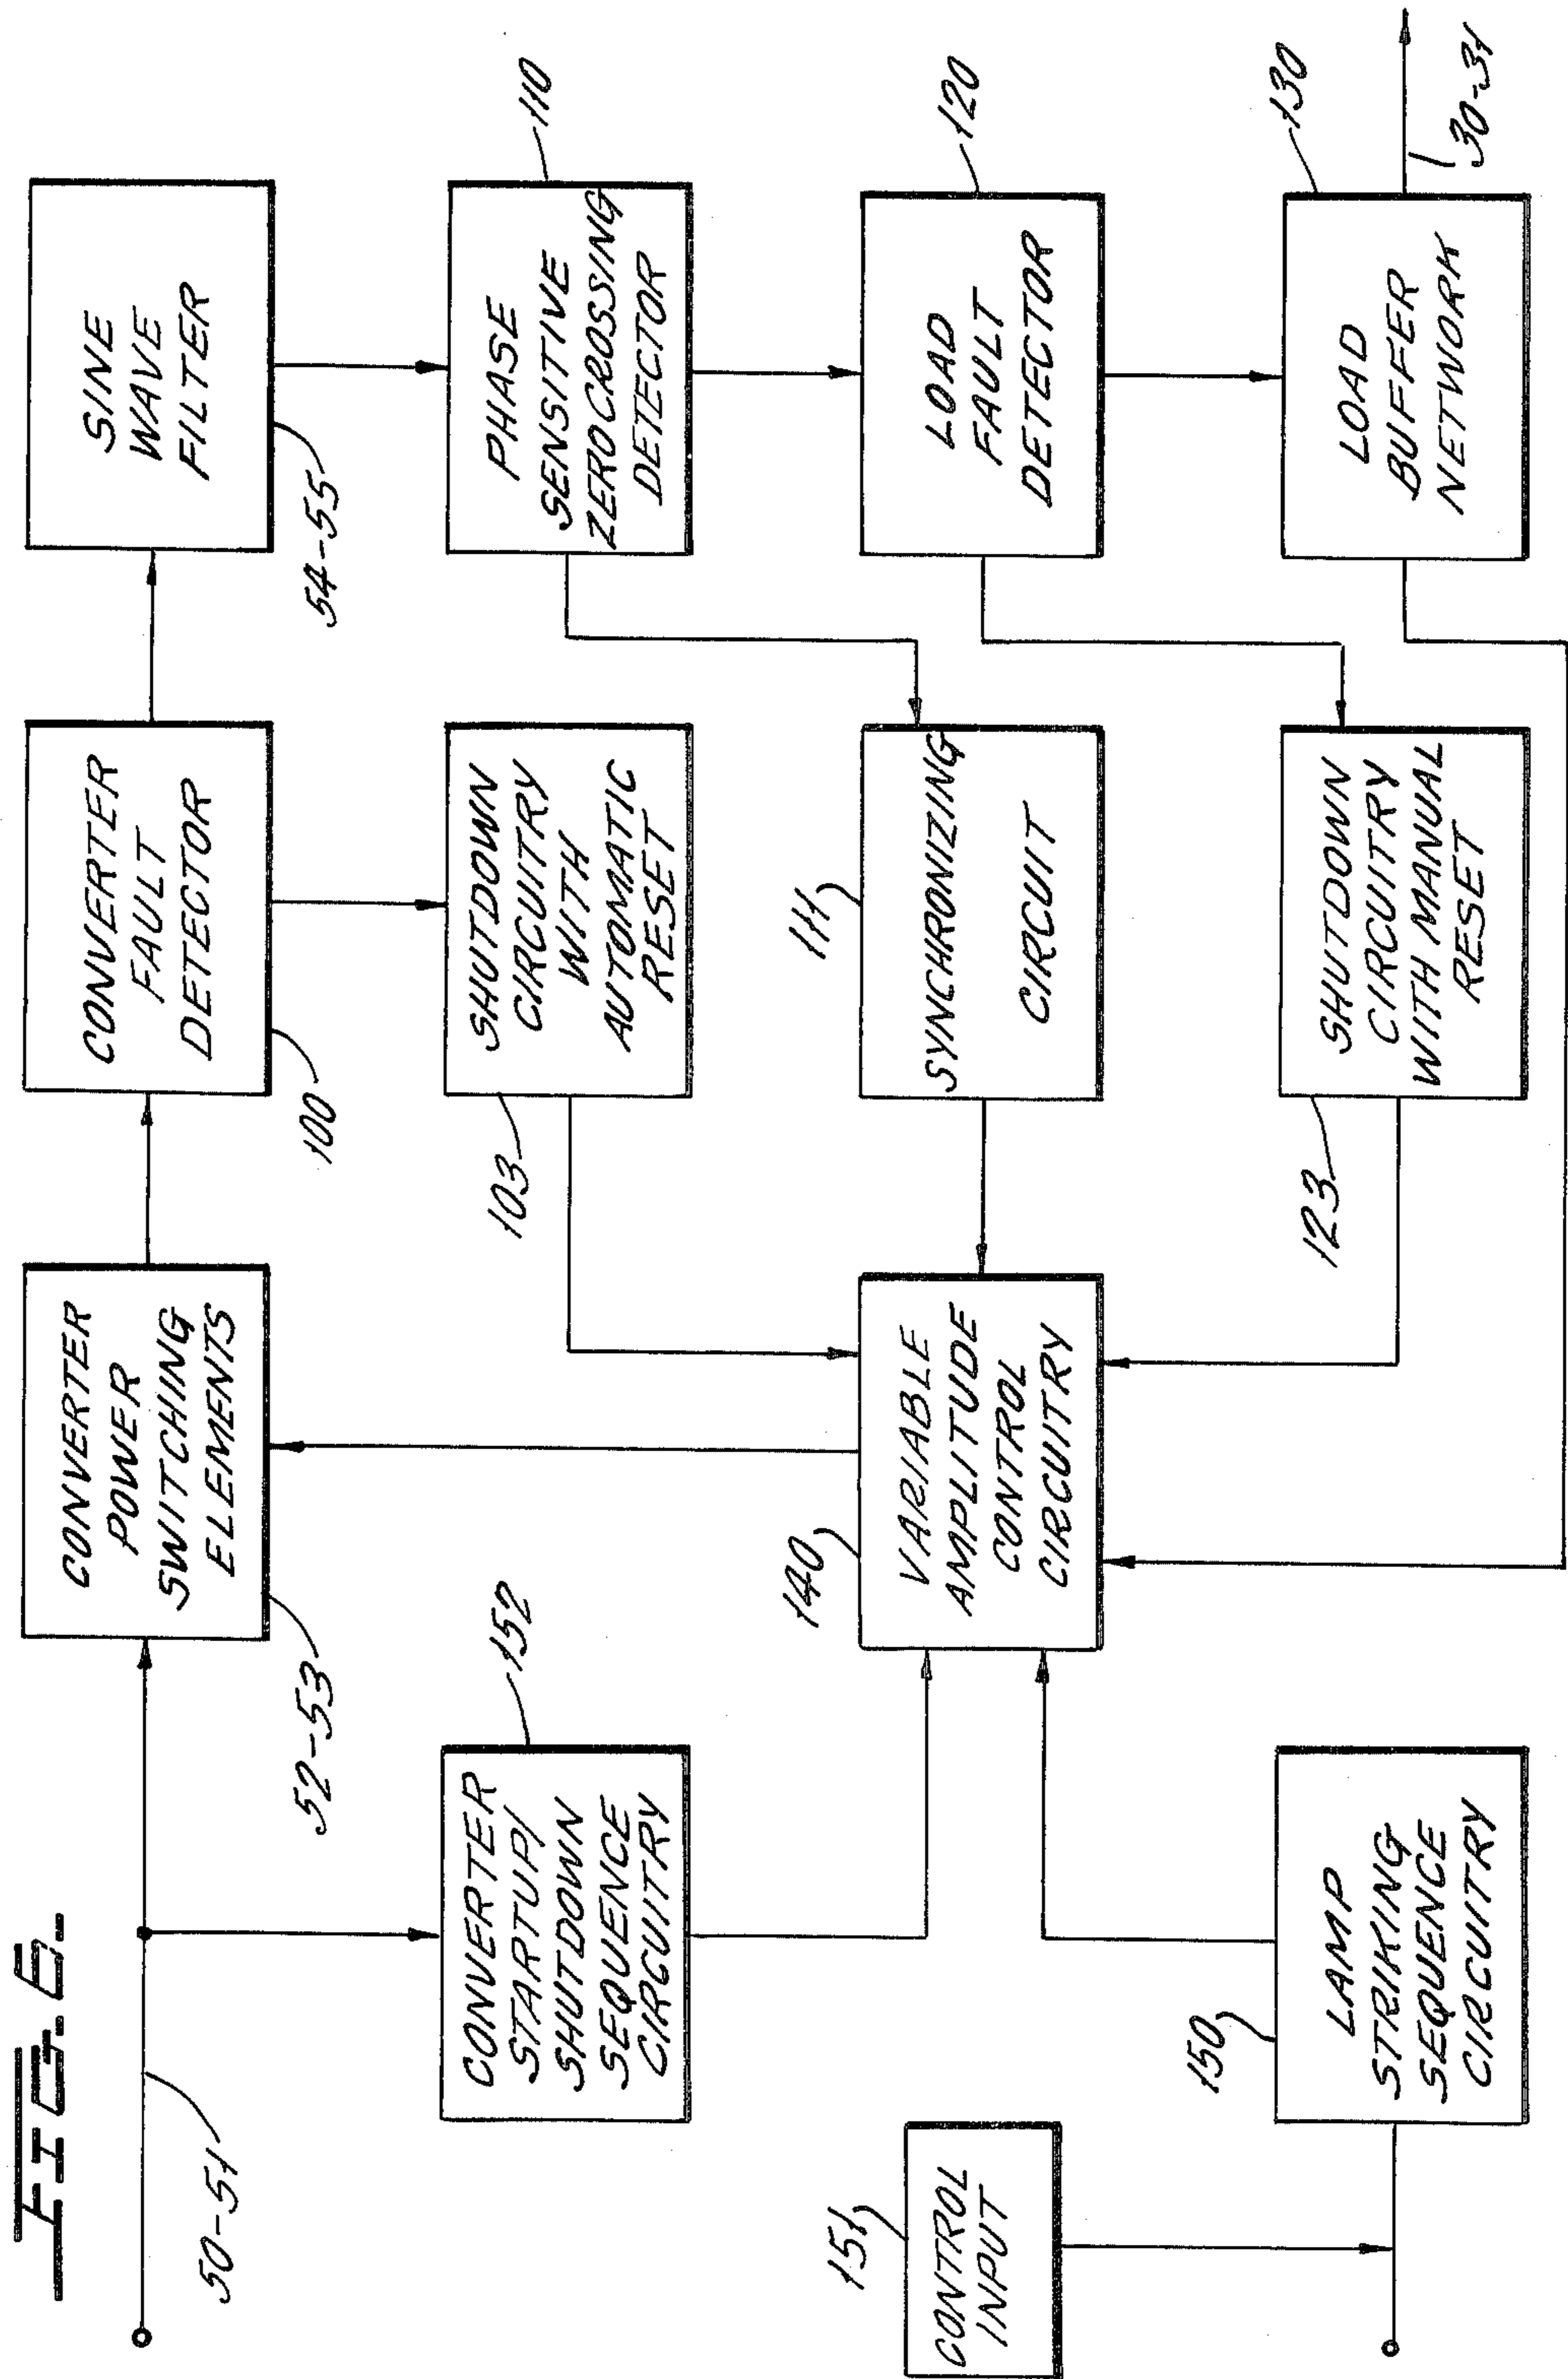 FIG. 6.
50-51
CONVERTER
POWER
SWITCHING
ELEMENTS
52-53
CONVERTER
FAULT
DETECTOR
100
SINE
WAVE
FILTER
54-55
CONVERTER
STARTUP/
SHUTDOWN
SEQUENCE
CIRCUITRY
152
SHUTDOWN
CIRCUITRY
WITH
AUTOMATIC
RESET
103
PHASE
SENSITIVE
ZERO CROSSING
DETECTOR
110
CONTROL
INPUT
151
VARIABLE
AMPLITUDE
CONTROL
CIRCUITRY
140
SYNCHRONIZING
CIRCUIT
111
LOAD
FAULT
DETECTOR
120
LAMP
STRIKING
SEQUENCE
CIRCUITRY
150
SHUTDOWN
CIRCUITRY
WITH MANUAL
RESET
123
LOAD
BUFFER
NETWORK
130
30-31